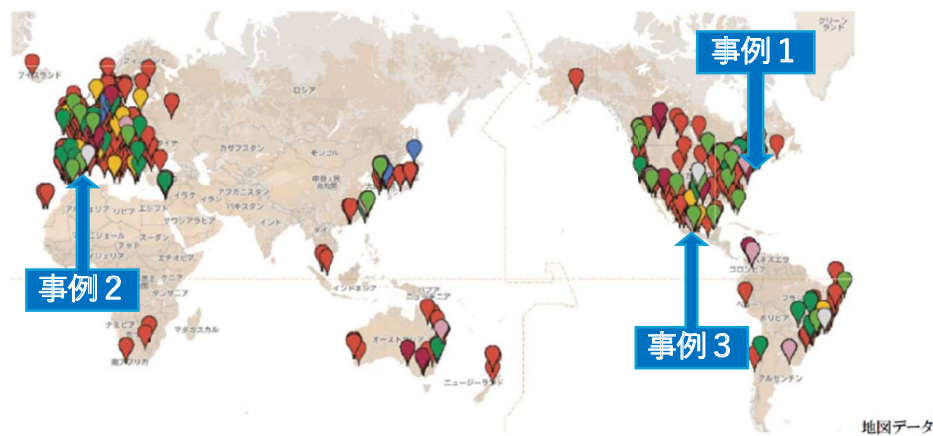 グリーン
ランド
事例１
アイスランド
ロシア
カザフスタン
モンゴル
中華人民
共和国
アフガニスタン
イラク
イラン
パキスタン
リビア
エジプト
サウジアラビア
インド
タイ
スーダン
チャド
エチオピア
ケニア
タンザニア
事例２
コロンビア
インドネシア
パプア
ニューギニア
ナミビア
マダガスカル
南アフリカ
オーストラリア
ニュージーランド
事例３
ペルー
ボリビア
アルゼンチン
地図データ